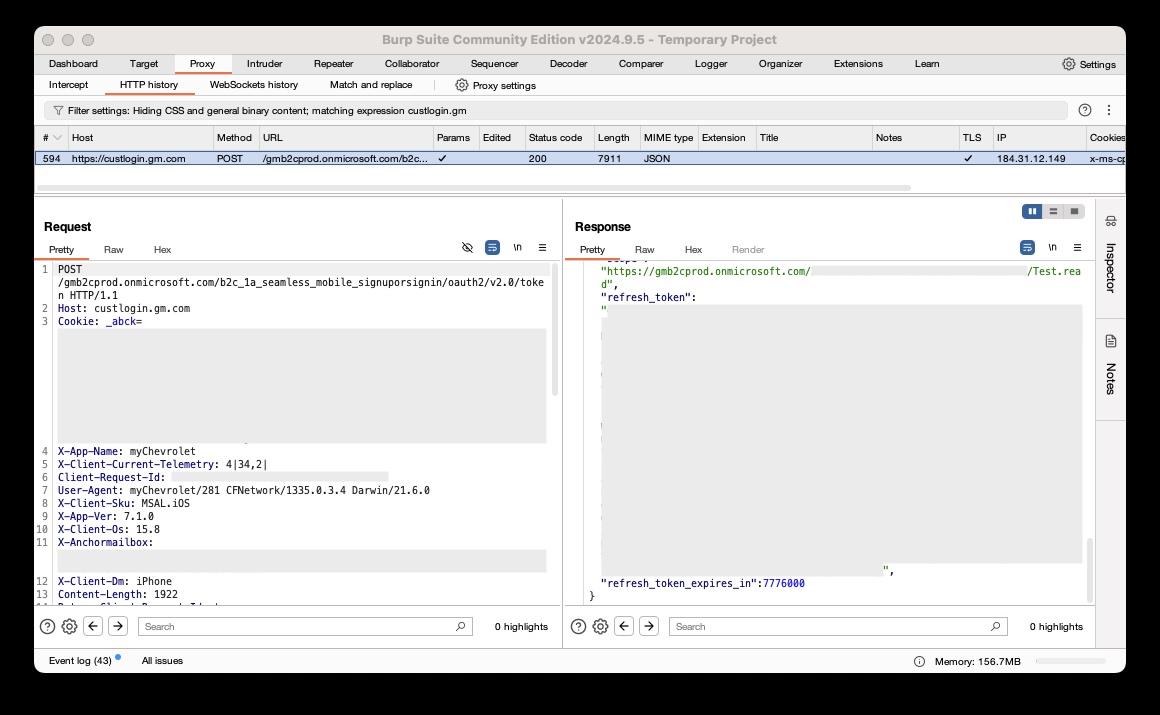 Burp Suite Community Edition v2024.9.5 - Temporary Project
Dashboard Target Proxy Intruder Repeater Collaborator Sequencer Decoder Comparer Logger Organizer Extensions Learn Settings
Intercept HTTP history WebSockets history Match and replace Proxy settings
Filter settings: Hiding CSS and general binary content; matching expression custlogin.gm
# Host Method URL Params Edited Status code Length MIME type Extension Title Notes TLS IP Cookies
594 https://custlogin.gm.com POST /gmb2cprod.onmicrosoft.com/b2c... ✓ 200 7911 JSON ✓ 184.31.12.149 x-ms-cp
Request
Pretty Raw Hex \n
1 POST
/gmb2cprod.onmicrosoft.com/b2c_1a_seamless_mobile_signuporsignin/oauth2/v2.0/toke
n HTTP/1.1
2 Host: custlogin.gm.com
3 Cookie: _abck=
4 X-App-Name: myChevrolet
5 X-Client-Current-Telemetry: 4|34,2|
6 Client-Request-Id:
7 User-Agent: myChevrolet/281 CFNetwork/1335.0.3.4 Darwin/21.6.0
8 X-Client-Sku: MSAL.iOS
9 X-App-Ver: 7.1.0
10 X-Client-Os: 15.8
11 X-Anchormailbox:
12 X-Client-Dm: iPhone
13 Content-Length: 1922
Search 0 highlights
Response
Pretty Raw Hex Render \n
"https://gmb2cprod.onmicrosoft.com/ /Test.rea
d",
"refresh_token":
"
",
"refresh_token_expires_in":7776000
}
Search 0 highlights
Inspector
Notes
Event log (43) All issues Memory: 156.7MB